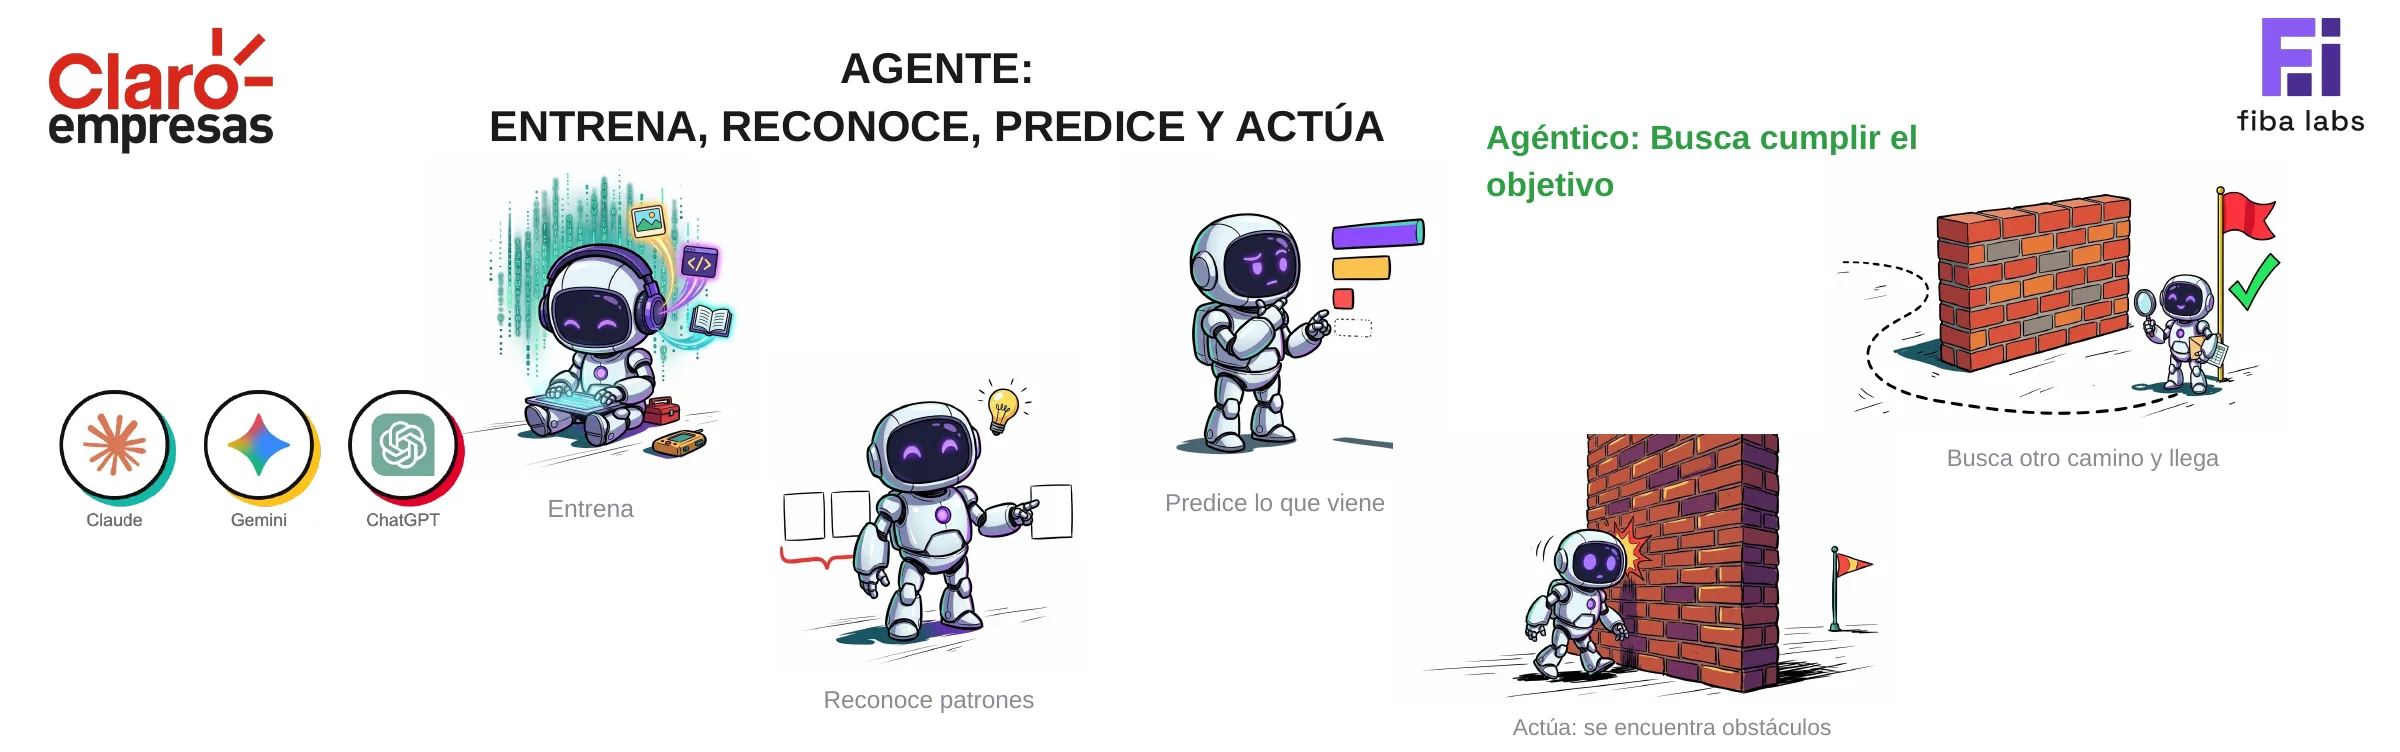 Claro
empresas
AGENTE:
ENTRENA, RECONOCE, PREDICE Y ACTÚA
Agéntico: Busca cumplir el
objetivo
Fi
fiba labs
Claude
Gemini
ChatGPT
</>
Entrena
Reconoce patrones
Predice lo que viene
Actúa: se encuentra obstáculos
Busca otro camino y llega